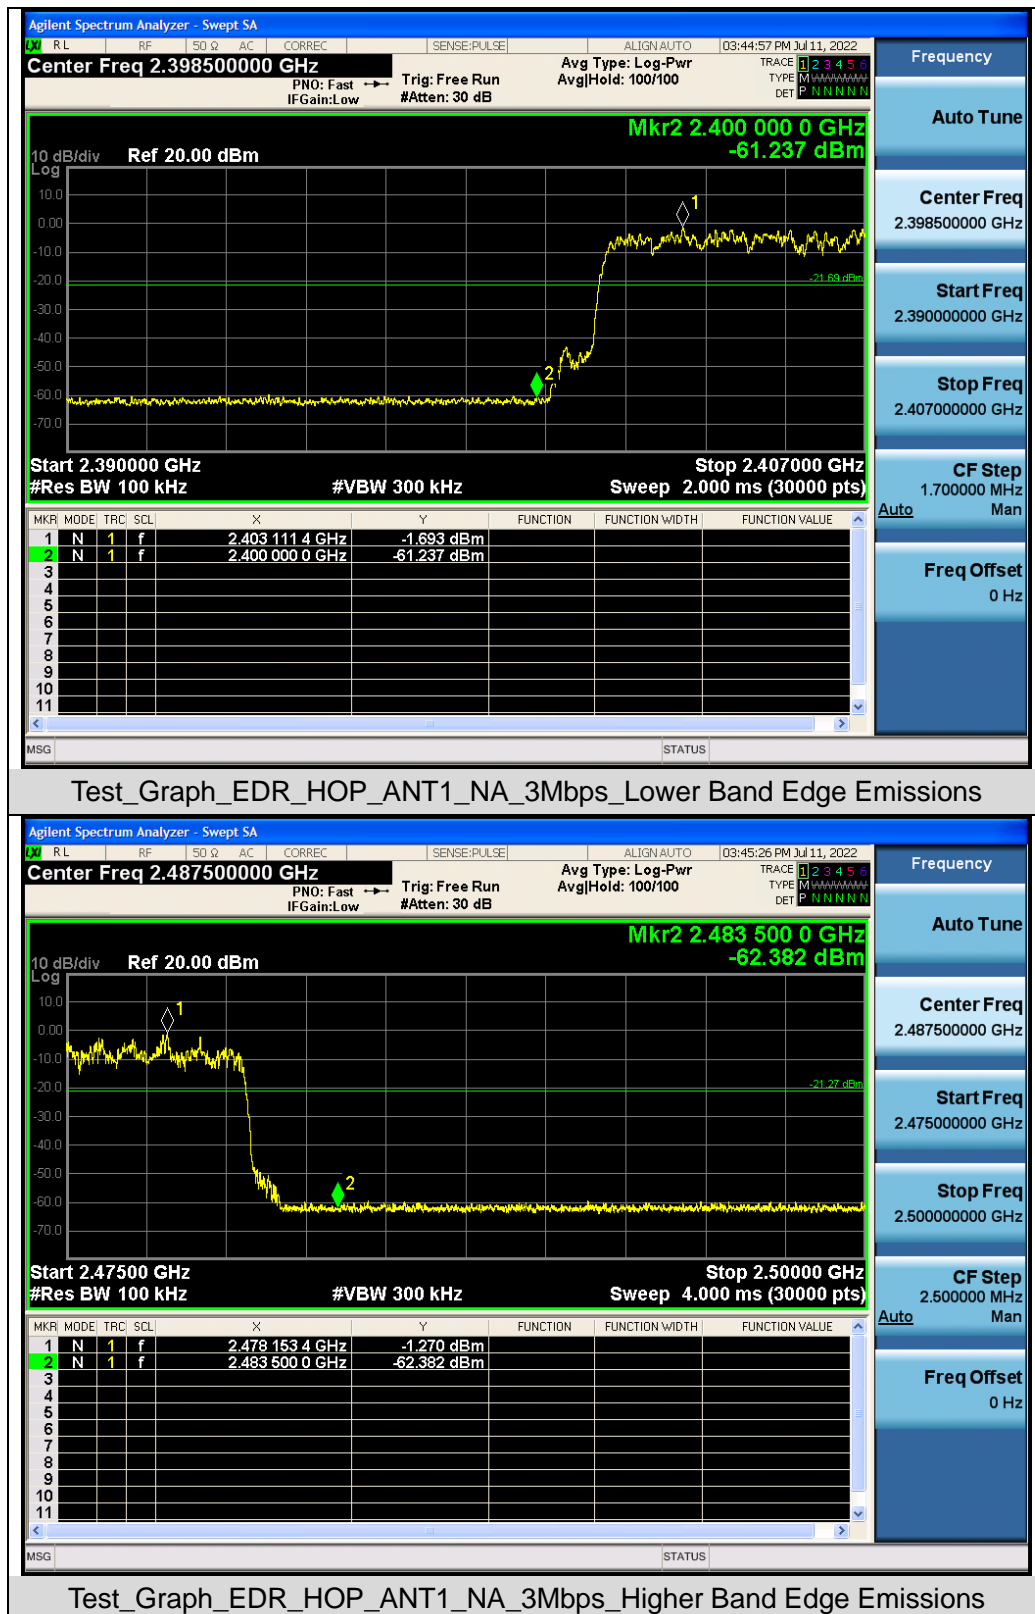 Agilent Spectrum Analyzer - Swept SA
LXI RL RF 50 Ω AC CORREC SENSE:PULSE ALIGN AUTO 03:44:57 PM Jul 11, 2022
Center Freq 2.398500000 GHz
PNO: Fast
IFGain:Low
Trig: Free Run
#Atten: 30 dB
Avg Type: Log-Pwr
Avg|Hold: 100/100
TRACE 1 2 3 4 5 6
TYPE M WWWWW
DET P N N N N N
Mkr2 2.400 000 0 GHz
-61.237 dBm
10 dB/div Ref 20.00 dBm
Log
10.0
0.00
-10.0
-20.0
-30.0
-40.0
-50.0
-60.0
-70.0
1
-21.69 dBm
2
Start 2.390000 GHz Stop 2.407000 GHz
#Res BW 100 kHz #VBW 300 kHz Sweep 2.000 ms (30000 pts)
MKR MODE TRC SCL X Y FUNCTION FUNCTION WIDTH FUNCTION VALUE
1 N 1 f 2.403 111 4 GHz -1.693 dBm
2 N 1 f 2.400 000 0 GHz -61.237 dBm
3
4
5
6
7
8
9
10
11
MSG STATUS
Frequency
Auto Tune
Center Freq
2.398500000 GHz
Start Freq
2.390000000 GHz
Stop Freq
2.407000000 GHz
CF Step
1.700000 MHz
Auto Man
Freq Offset
0 Hz
Test_Graph_EDR_HOP_ANT1_NA_3Mbps_Lower Band Edge Emissions
Agilent Spectrum Analyzer - Swept SA
LXI RL RF 50 Ω AC CORREC SENSE:PULSE ALIGN AUTO 03:45:26 PM Jul 11, 2022
Center Freq 2.487500000 GHz
PNO: Fast
IFGain:Low
Trig: Free Run
#Atten: 30 dB
Avg Type: Log-Pwr
Avg|Hold: 100/100
TRACE 1 2 3 4 5 6
TYPE M WWWWW
DET P N N N N N
Mkr2 2.483 500 0 GHz
-62.382 dBm
10 dB/div Ref 20.00 dBm
Log
10.0
0.00
-10.0
-20.0
-30.0
-40.0
-50.0
-60.0
-70.0
1
-21.27 dBm
2
Start 2.47500 GHz Stop 2.50000 GHz
#Res BW 100 kHz #VBW 300 kHz Sweep 4.000 ms (30000 pts)
MKR MODE TRC SCL X Y FUNCTION FUNCTION WIDTH FUNCTION VALUE
1 N 1 f 2.478 153 4 GHz -1.270 dBm
2 N 1 f 2.483 500 0 GHz -62.382 dBm
3
4
5
6
7
8
9
10
11
MSG STATUS
Frequency
Auto Tune
Center Freq
2.487500000 GHz
Start Freq
2.475000000 GHz
Stop Freq
2.500000000 GHz
CF Step
2.500000 MHz
Auto Man
Freq Offset
0 Hz
Test_Graph_EDR_HOP_ANT1_NA_3Mbps_Higher Band Edge Emissions